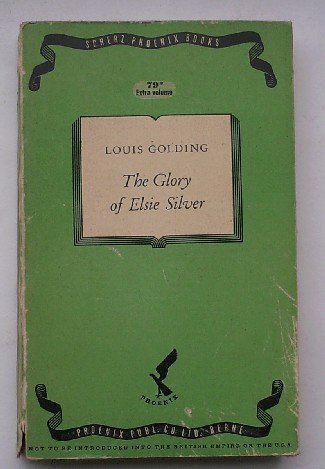 SCHERZ PHOENIX BOOKS
79*
Extra volume
LOUIS GOLDING
The Glory
of Elsie Silver
PHOENIX
PHOENIX PUBL. CO LTD. BERNE
NOT TO BE INTRODUCED INTO THE BRITISH EMPIRE OR THE U.S.A.